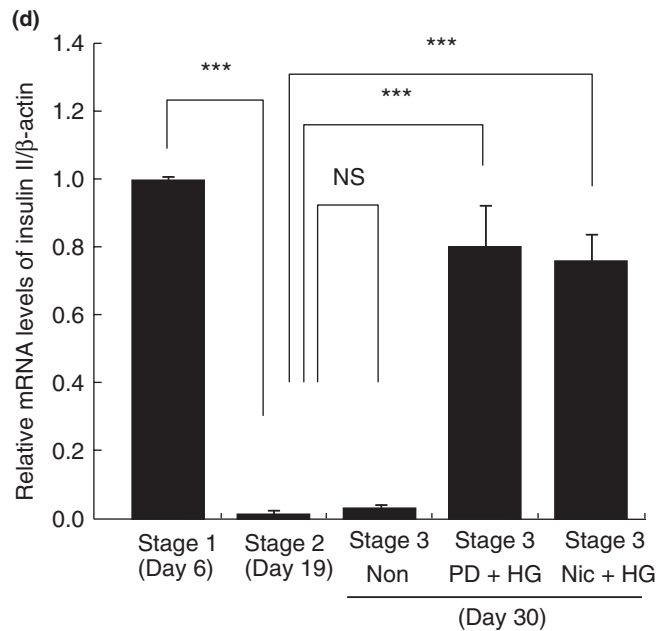 (d)
Relative mRNA levels of insulin II/β-actin
1.4
1.2
1.0
0.8
0.6
0.4
0.2
0.0
***
***
***
NS
Stage 1
(Day 6)
Stage 2
(Day 19)
Stage 3
Non
Stage 3
PD + HG
Stage 3
Nic + HG
(Day 30)